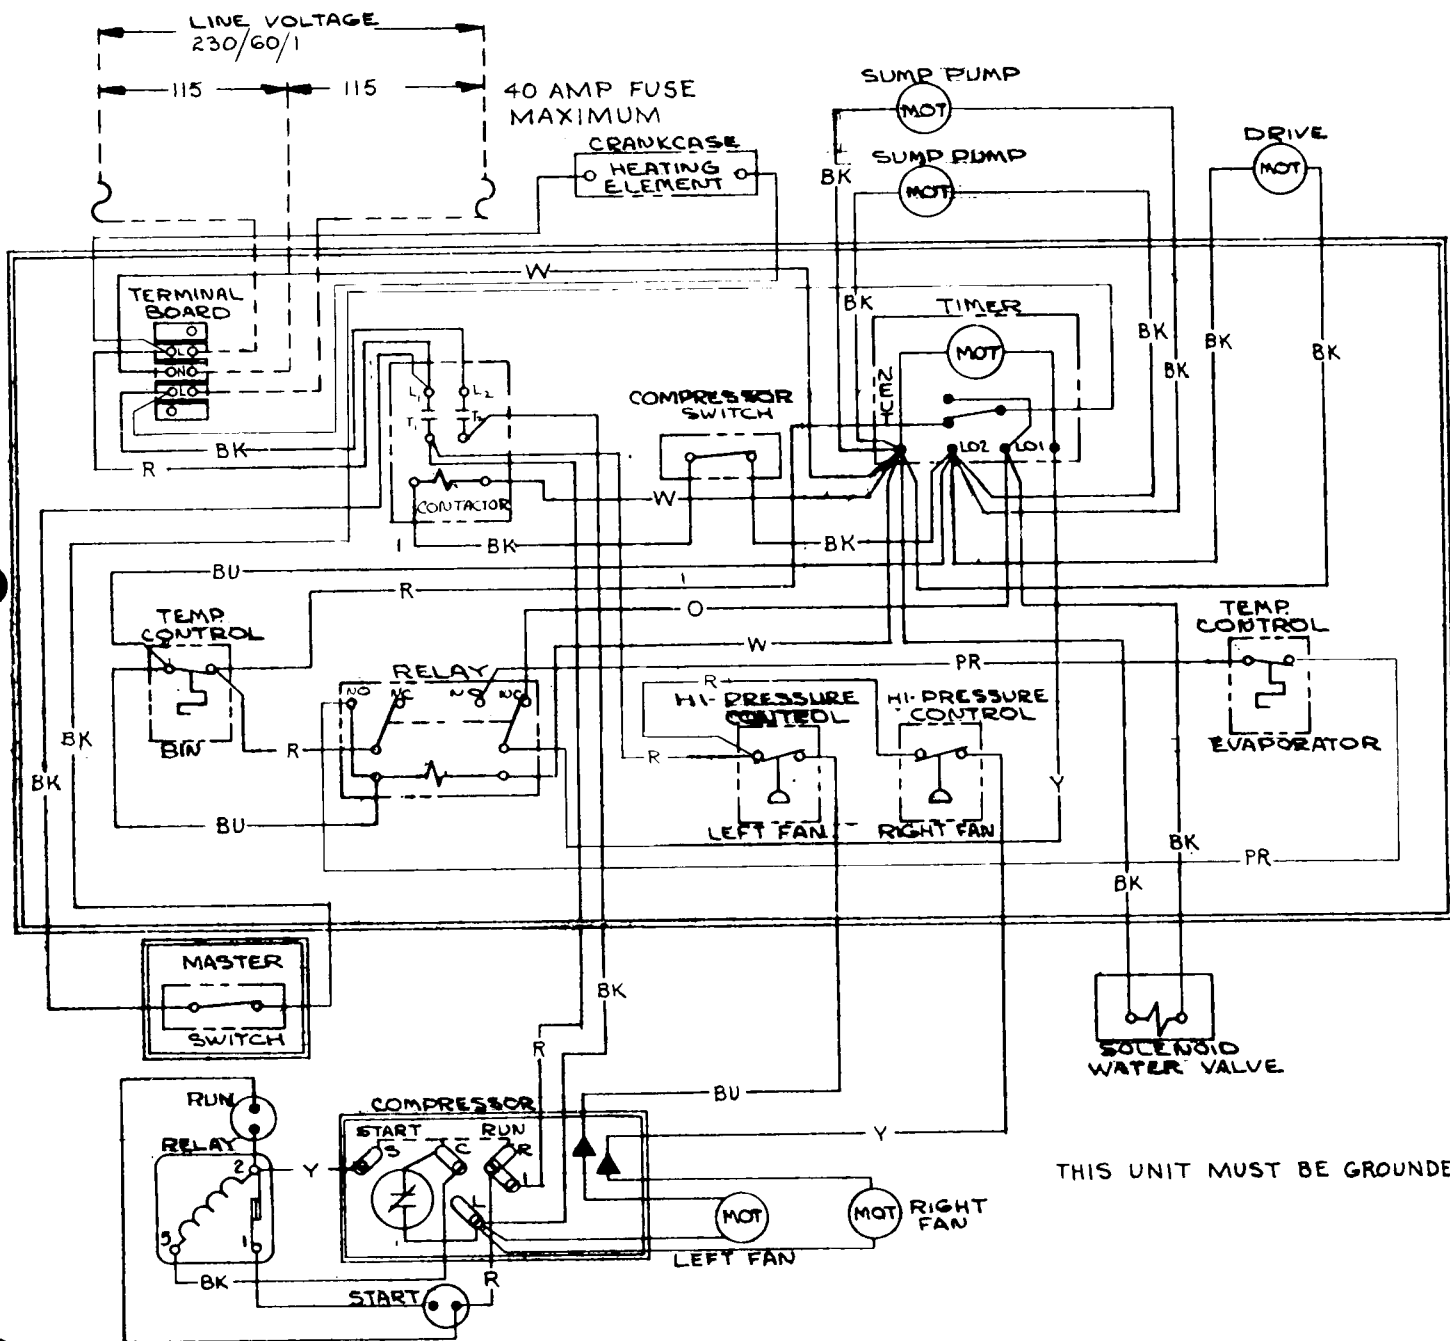 LINE VOLTAGE
230/60/1
115
115
40 AMP FUSE
MAXIMUM
CRANKCASE
HEATING
ELEMENT
SUMP PUMP
MOT
SUMP PUMP
MOT
DRIVE
MOT
BK
W
TERMINAL
BOARD
L
N
L
BK
TIMER
MOT
NEUT
BK
BK
BK
BK
L1
L2
T1
T2
COMPRESSOR
SWITCH
LO2
LO1
BK
R
W
CONTACTOR
BK
BK
BU
R
O
TEMP.
CONTROL
TEMP.
CONTROL
W
PR
RELAY
NO
NC
NO
NC
R
HI-PRESSURE
CONTROL
HI-PRESSURE
CONTROL
BK
BIN
R
R
EVAPORATOR
BK
Y
BU
LEFT FAN
RIGHT FAN
BK
PR
BK
MASTER
SWITCH
BK
R
SOLENOID
WATER VALVE
BU
RUN
COMPRESSOR
START
RUN
Y
RELAY
S
C
R
2
Y
L
THIS UNIT MUST BE GROUNDE
MOT
MOT
RIGHT
FAN
5
1
LEFT FAN
BK
R
START